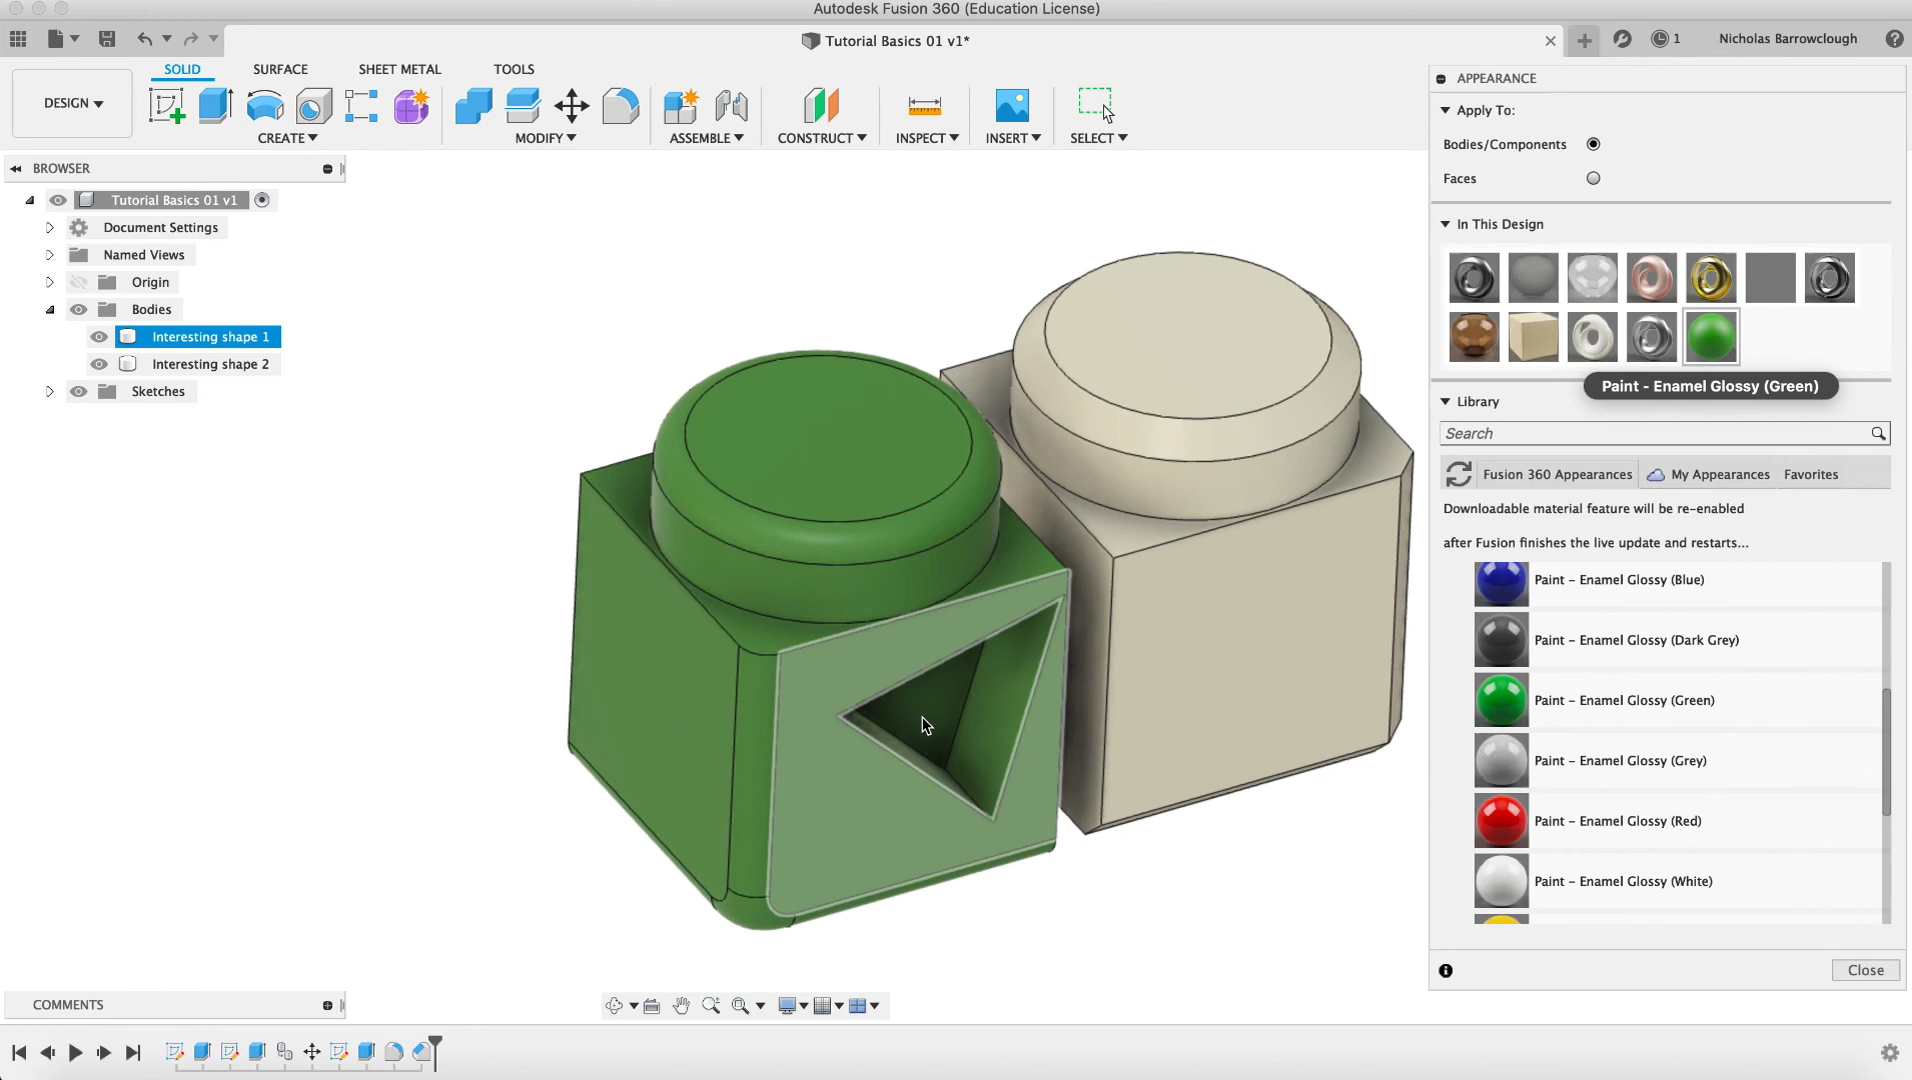 Autodesk Fusion 360 (Education License)
Tutorial Basics 01 v1*
1
Nicholas Barrowclough
DESIGN
SOLID
SURFACE
SHEET METAL
TOOLS
CREATE
MODIFY
ASSEMBLE
CONSTRUCT
INSPECT
INSERT
SELECT
BROWSER
Tutorial Basics 01 v1
Document Settings
Named Views
Origin
Bodies
Interesting shape 1
Interesting shape 2
Sketches
APPEARANCE
Apply To:
Bodies/Components
Faces
In This Design
Paint - Enamel Glossy (Green)
Library
Search
Fusion 360 Appearances
My Appearances
Favorites
Downloadable material feature will be re-enabled
after Fusion finishes the live update and restarts...
Paint - Enamel Glossy (Blue)
Paint - Enamel Glossy (Dark Grey)
Paint - Enamel Glossy (Green)
Paint - Enamel Glossy (Grey)
Paint - Enamel Glossy (Red)
Paint - Enamel Glossy (White)
Close
COMMENTS